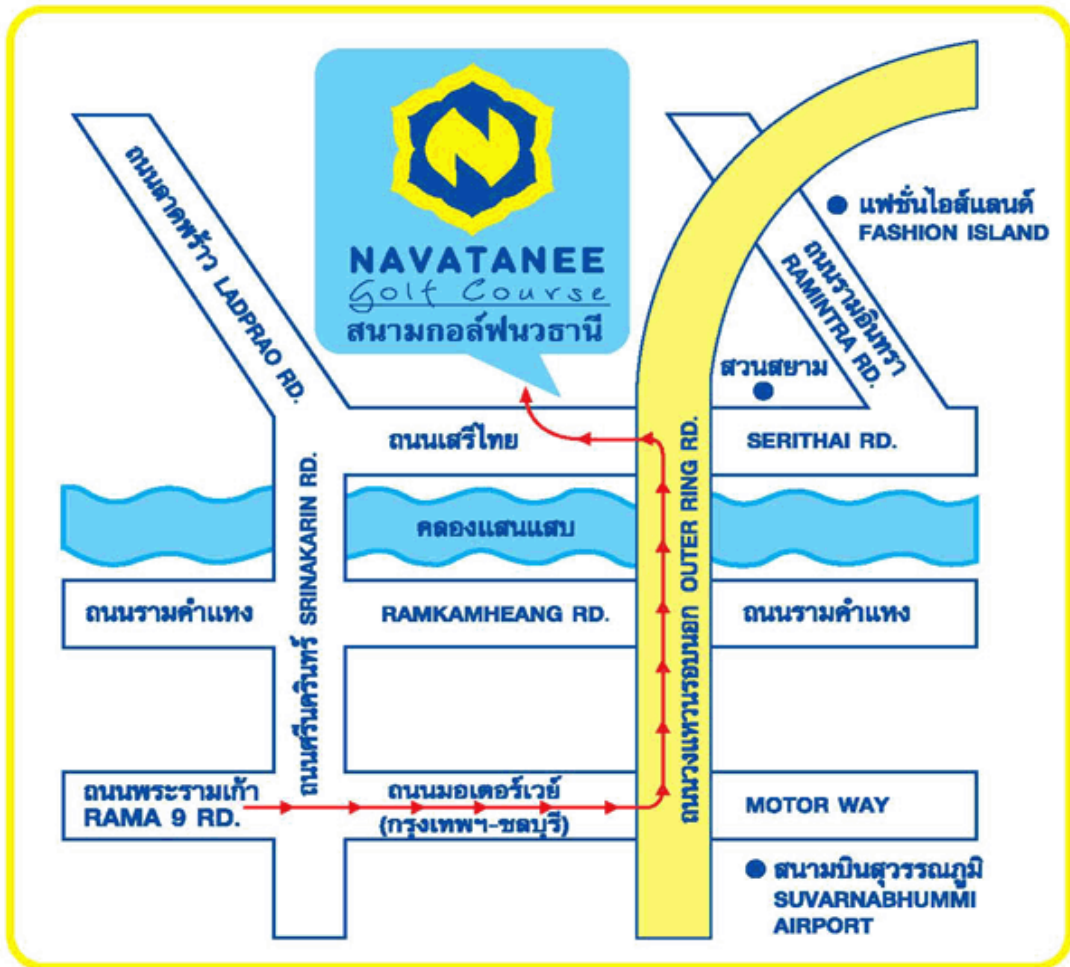 NAVATANEE
Golf Course
สนามกอล์ฟนวธานี
ถนนลาดพร้าว LADPRAO RD.
แฟชั่นไอส์แลนด์
FASHION ISLAND
ถนนรามอินทรา
RAMINTRA RD.
สวนสยาม
ถนนเสรีไทย
SERITHAI RD.
คลองแสนแสบ
ถนนศรีนครินทร์ SRINAKARIN RD.
ถนนวงแหวนรอบนอก OUTER RING RD.
ถนนรามคำแหง
RAMKAMHEANG RD.
ถนนรามคำแหง
ถนนพระรามเก้า
RAMA 9 RD.
ถนนมอเตอร์เวย์
(กรุงเทพฯ-ชลบุรี)
MOTOR WAY
สนามบินสุวรรณภูมิ
SUVARNABHUMMI
AIRPORT